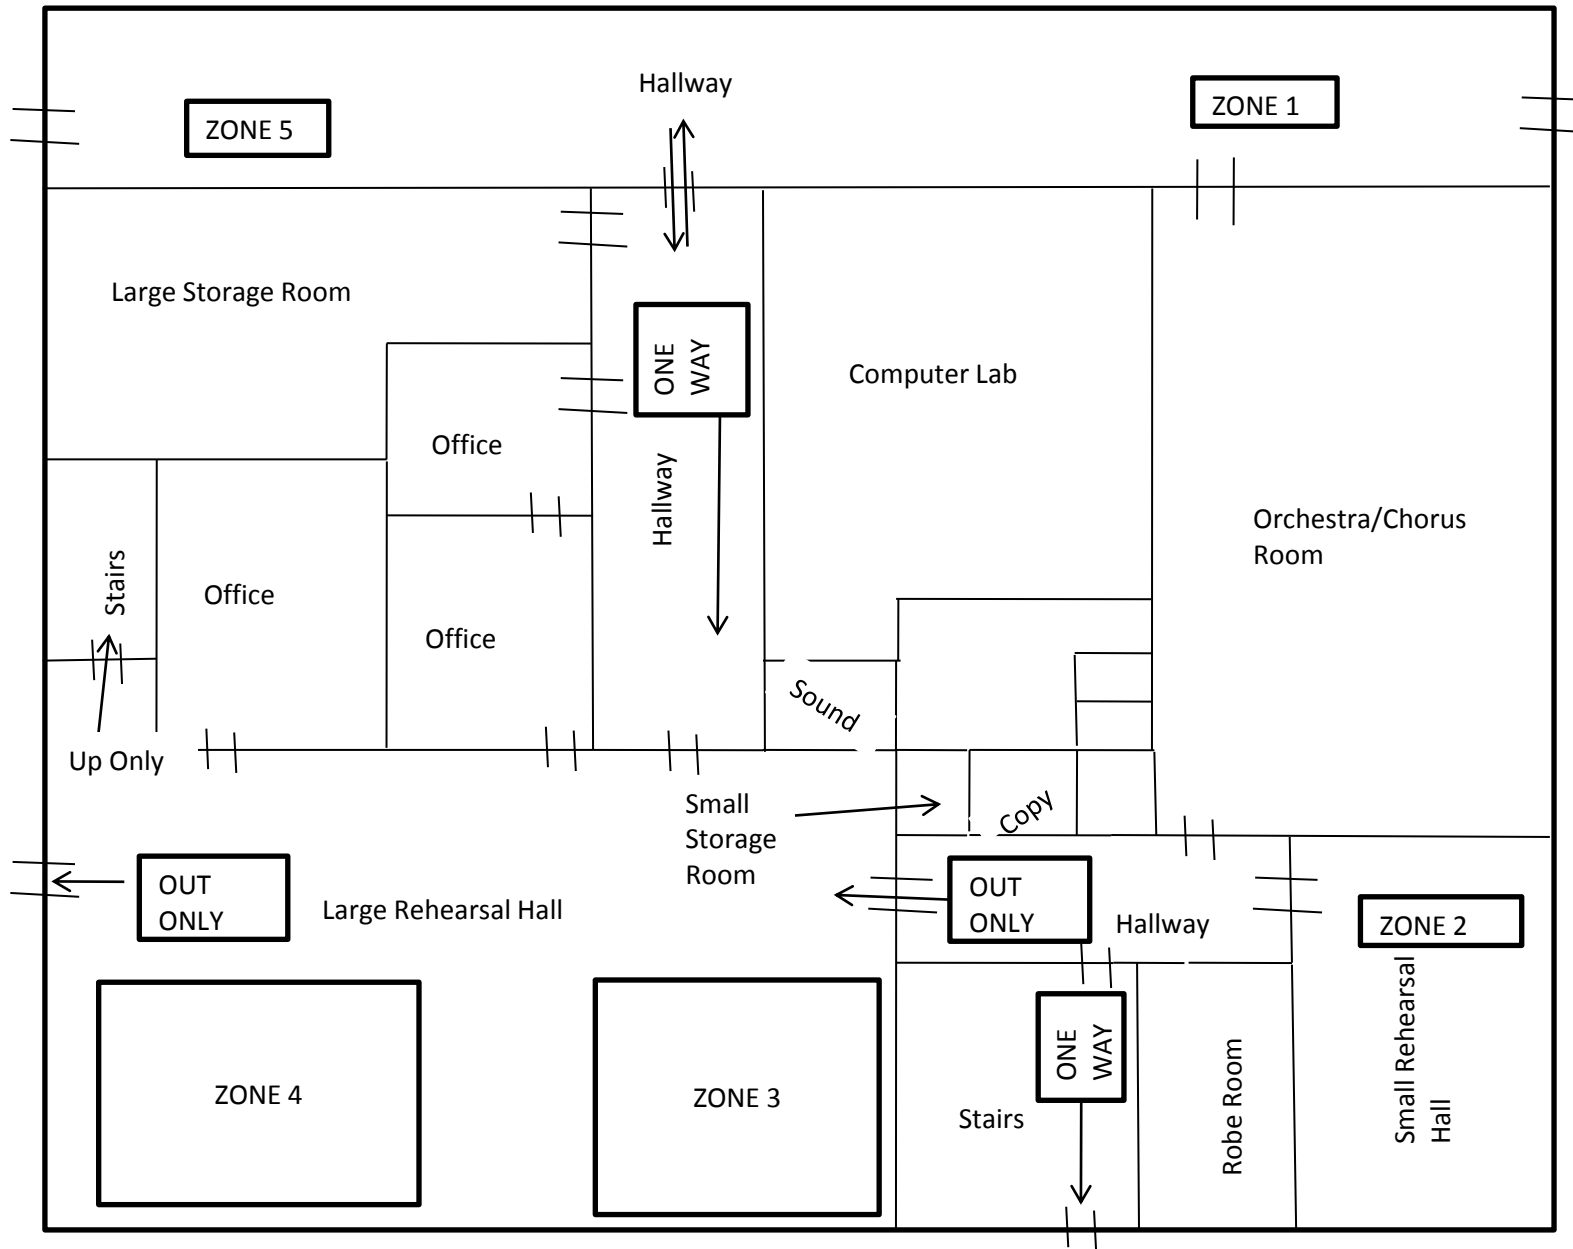 Hallway
ZONE 5
ZONE 1
Large Storage Room
ONE
WAY
Computer Lab
Office
Hallway
Orchestra/Chorus
Room
Stairs
Office
Office
Sound
Up Only
Small
Storage
Room
Copy
OUT
ONLY
Large Rehearsal Hall
OUT
ONLY
Hallway
ZONE 2
Small Rehearsal
Hall
ZONE 4
ZONE 3
ONE
WAY
Stairs
Robe Room